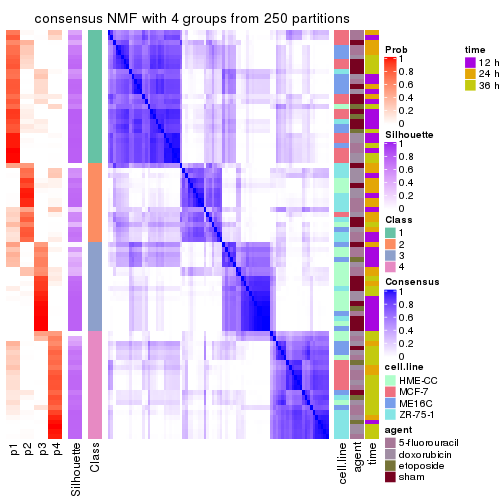 consensus NMF with 4 groups from 250 partitions
p1
p2
p3
p4
Silhouette
Class
cell.line
agent
time
Prob
1
0.8
0.6
0.4
0.2
0
Silhouette
1
0.8
0.6
0.4
0.2
0
Class
1
2
3
4
Consensus
1
0.8
0.6
0.4
0.2
0
cell.line
HME-CC
MCF-7
ME16C
ZR-75-1
agent
5-fluorouracil
doxorubicin
etoposide
sham
time
12 h
24 h
36 h